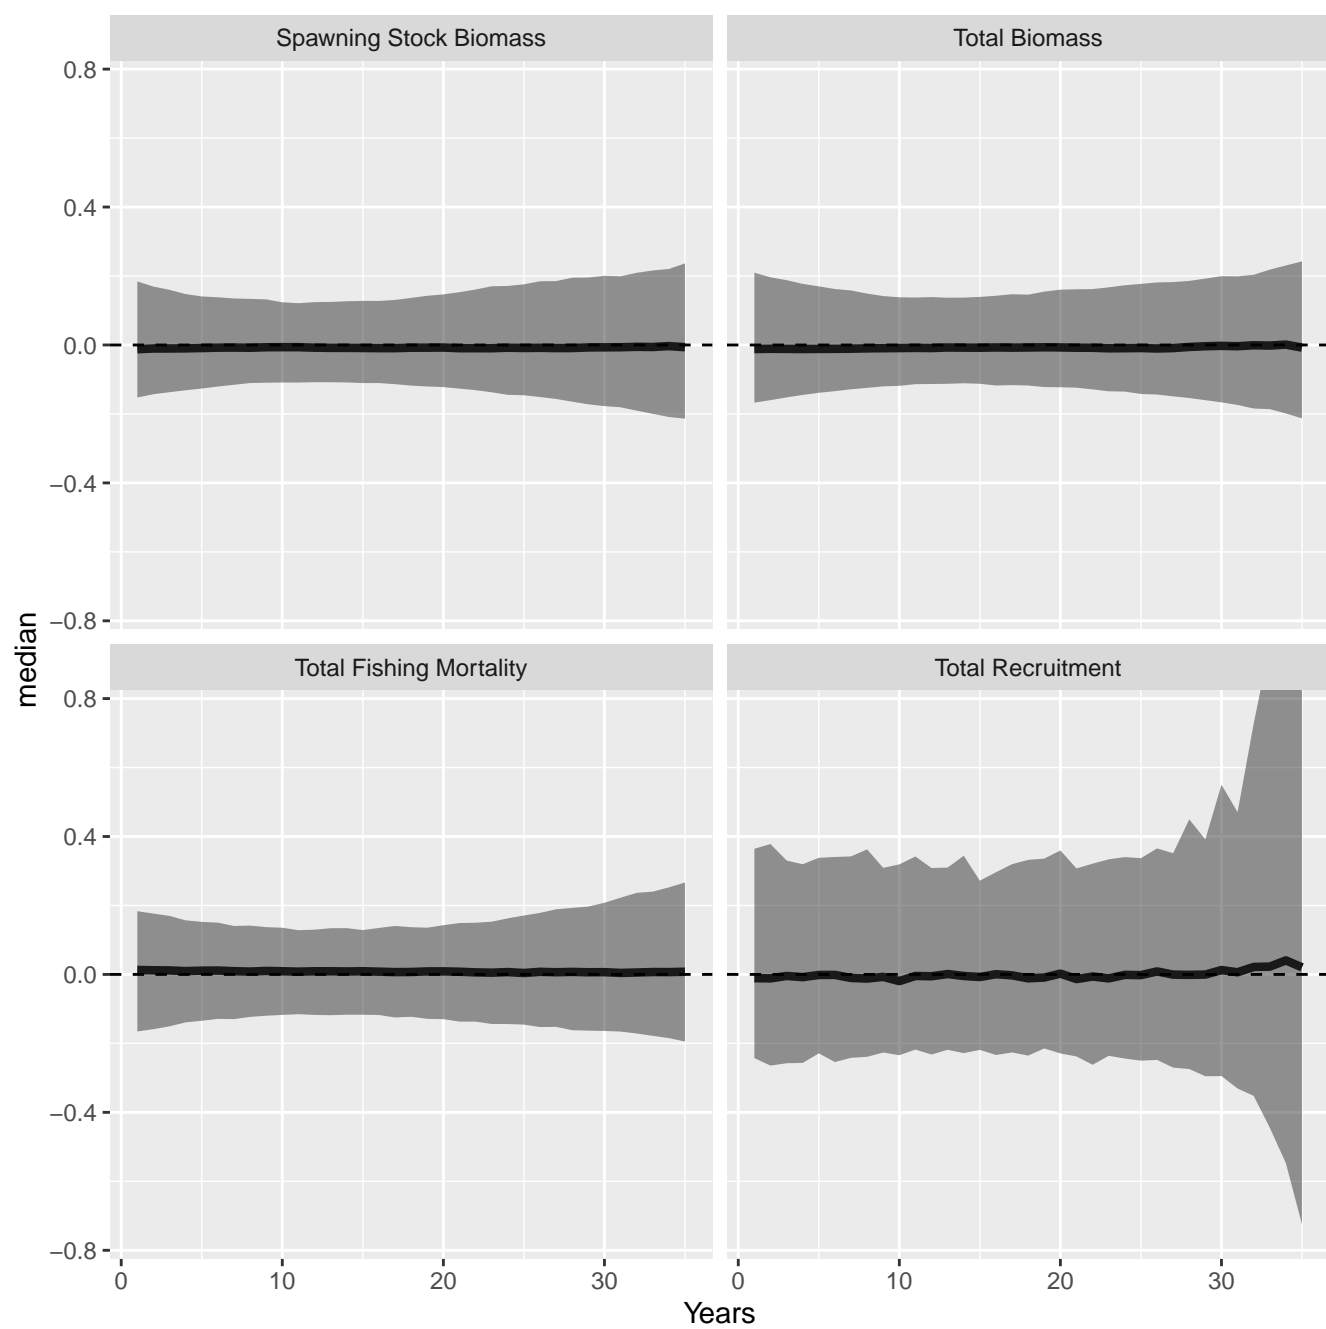 Spawning Stock Biomass
Total Biomass
0.8
0.4
0.0
−0.4
−0.8
median
Total Fishing Mortality
Total Recruitment
0.8
0.4
0.0
−0.4
−0.8
0 10 20 30
0 10 20 30
Years